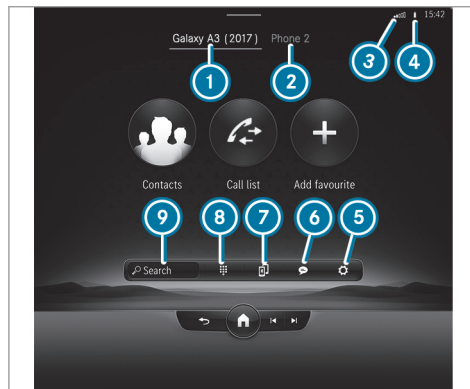 15:42
Galaxy A3 (2017) Phone 2
3 4
1 2
Contacts Call list Add favourite
9 8 7 6 5
Search